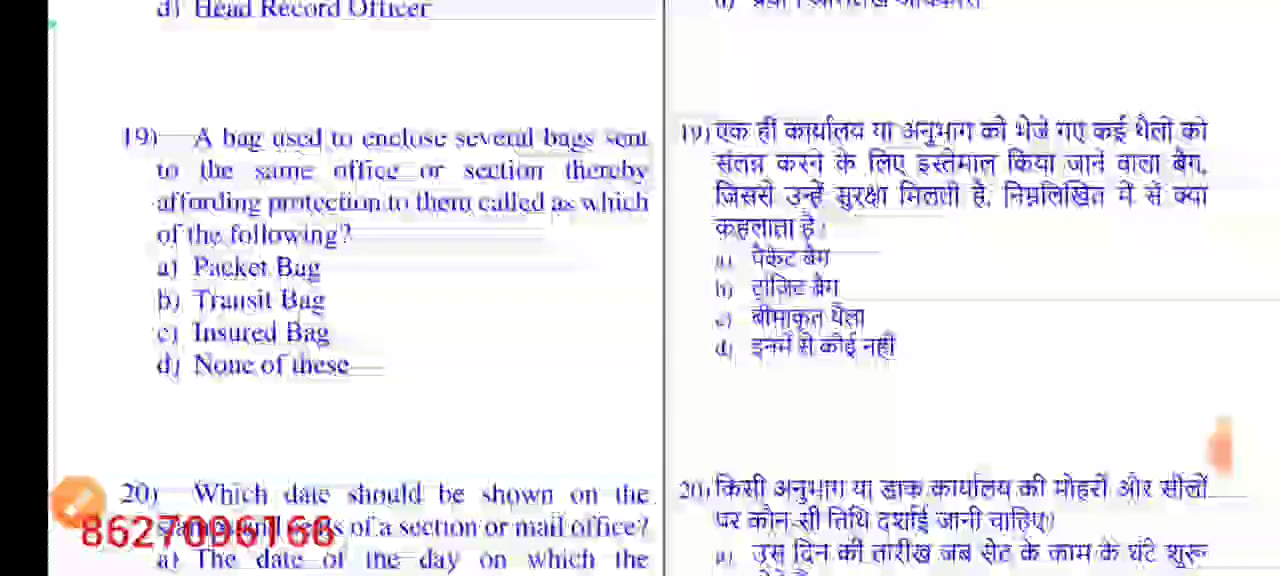 d) Head Record Officer
19) A bag used to enclose several bags sent
to the same office or section thereby
affording protection to them called as which
of the following?
a) Packet Bag
b) Transit Bag
c) Insured Bag
d) None of these
20) Which date should be shown on the
of a section or mail office?
a) The date of the day on which the
8627096166
19) एक ही कार्यालय या अनुभाग को भेजे गए कई थैलों को
संलग्न करने के लिए इस्तेमाल किया जाने वाला बैग,
जिससे उन्हें सुरक्षा मिलती है, निम्नलिखित में से क्या
कहलाता है?
a) पैकेट बैग
b) ट्रांजिट बैग
c) बीमाकृत थैला
d) इनमें से कोई नहीं
20) किसी अनुभाग या डाक कार्यालय की मोहरों और सीलों
पर कौन सी तिथि दर्शाई जानी चाहिए?
a) उस दिन की तारीख जब सेट के काम के घंटे शुरू